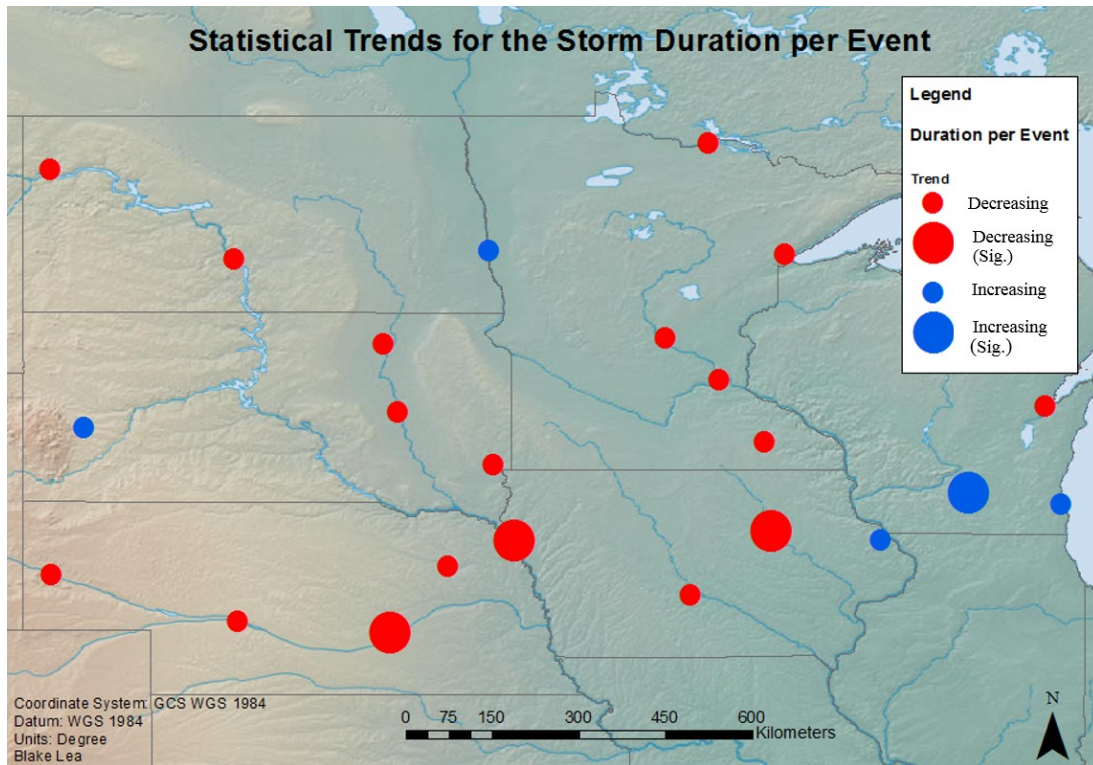 Statistical Trends for the Storm Duration per Event
Legend
Duration per Event
Trend
Decreasing
Decreasing
(Sig.)
Increasing
Increasing
(Sig.)
Coordinate System: GCS WGS 1984
Datum: WGS 1984
Units: Degree
Blake Lea
0 75 150 300 450 600
Kilometers
N